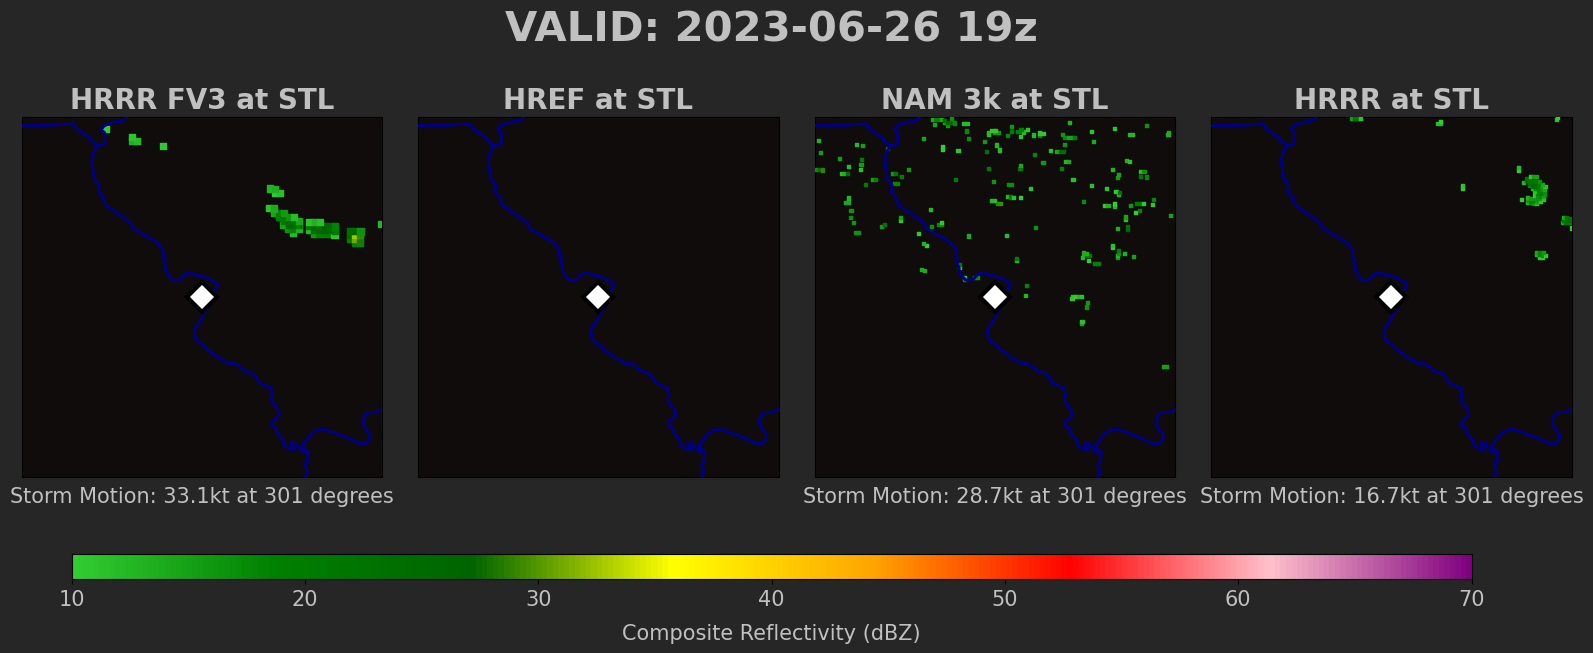 VALID: 2023-06-26 19z
HRRR FV3 at STL
HREF at STL
NAM 3k at STL
HRRR at STL
Storm Motion: 33.1kt at 301 degrees
Storm Motion: 28.7kt at 301 degrees
Storm Motion: 16.7kt at 301 degrees
10 20 30 40 50 60 70
Composite Reflectivity (dBZ)